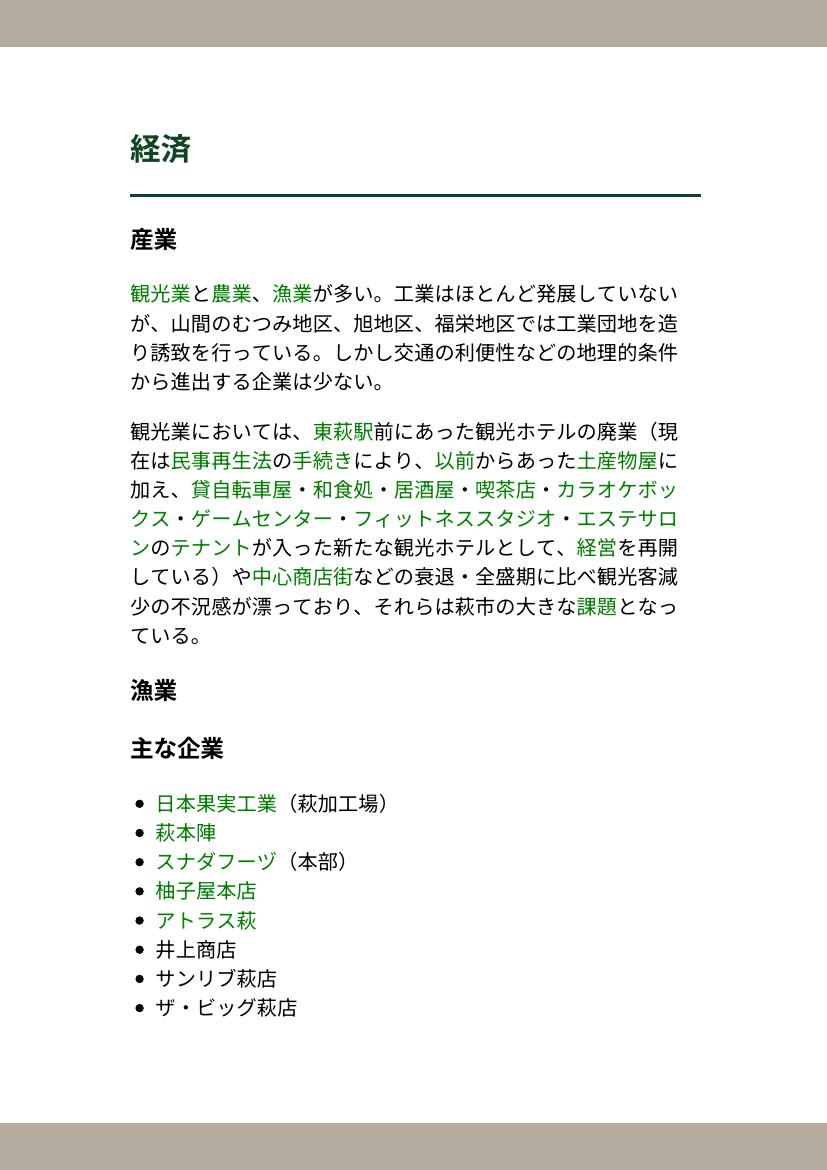 経済
産業
観光業と農業、漁業が多い。工業はほとんど発展していない
が、山間のむつみ地区、旭地区、福栄地区では工業団地を造
り誘致を行っている。しかし交通の利便性などの地理的条件
から進出する企業は少ない。
観光業においては、東萩駅前にあった観光ホテルの廃業（現
在は民事再生法の手続きにより、以前からあった土産物屋に
加え、貸自転車屋・和食処・居酒屋・喫茶店・カラオケボッ
クス・ゲームセンター・フィットネススタジオ・エステサロ
ンのテナントが入った新たな観光ホテルとして、経営を再開
している）や中心商店街などの衰退・全盛期に比べ観光客減
少の不況感が漂っており、それらは萩市の大きな課題となっ
ている。
漁業
主な企業
• 日本果実工業（萩加工場）
• 萩本陣
• スナダフーヅ（本部）
• 柚子屋本店
• アトラス萩
• 井上商店
• サンリブ萩店
• ザ・ビッグ萩店